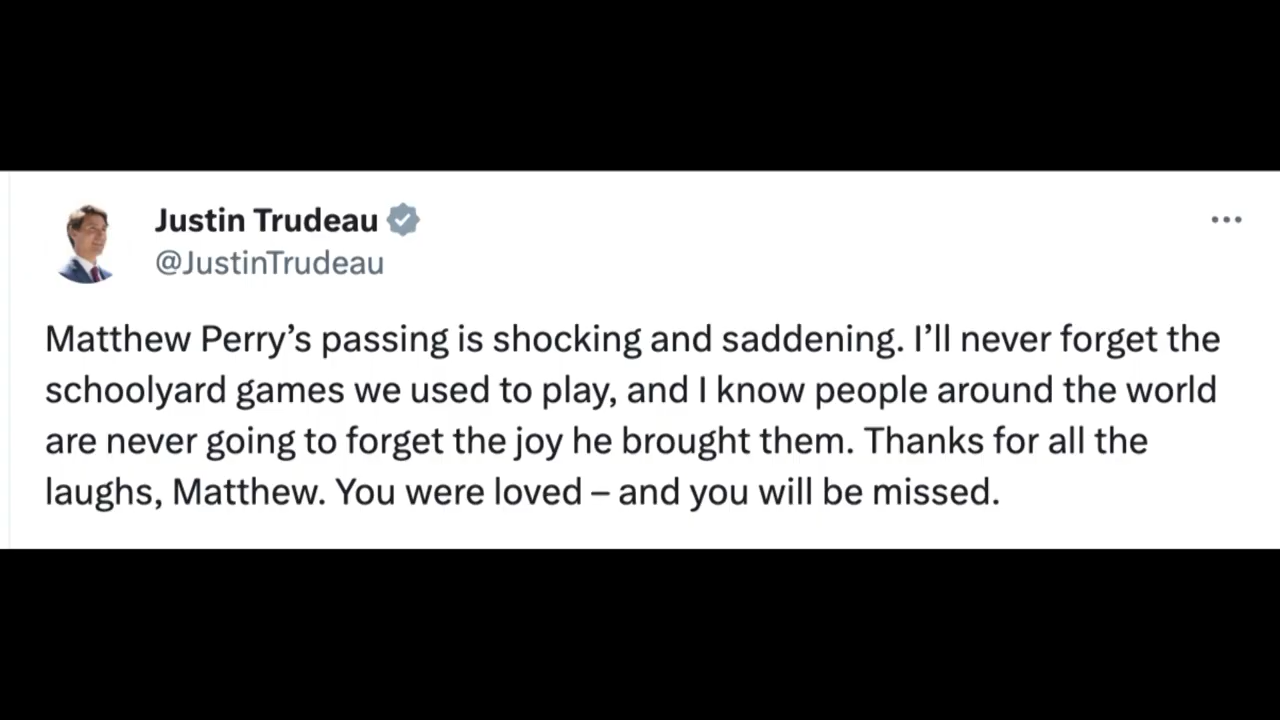 Justin Trudeau
@JustinTrudeau
Matthew Perry’s passing is shocking and saddening. I’ll never forget the
schoolyard games we used to play, and I know people around the world
are never going to forget the joy he brought them. Thanks for all the
laughs, Matthew. You were loved – and you will be missed.